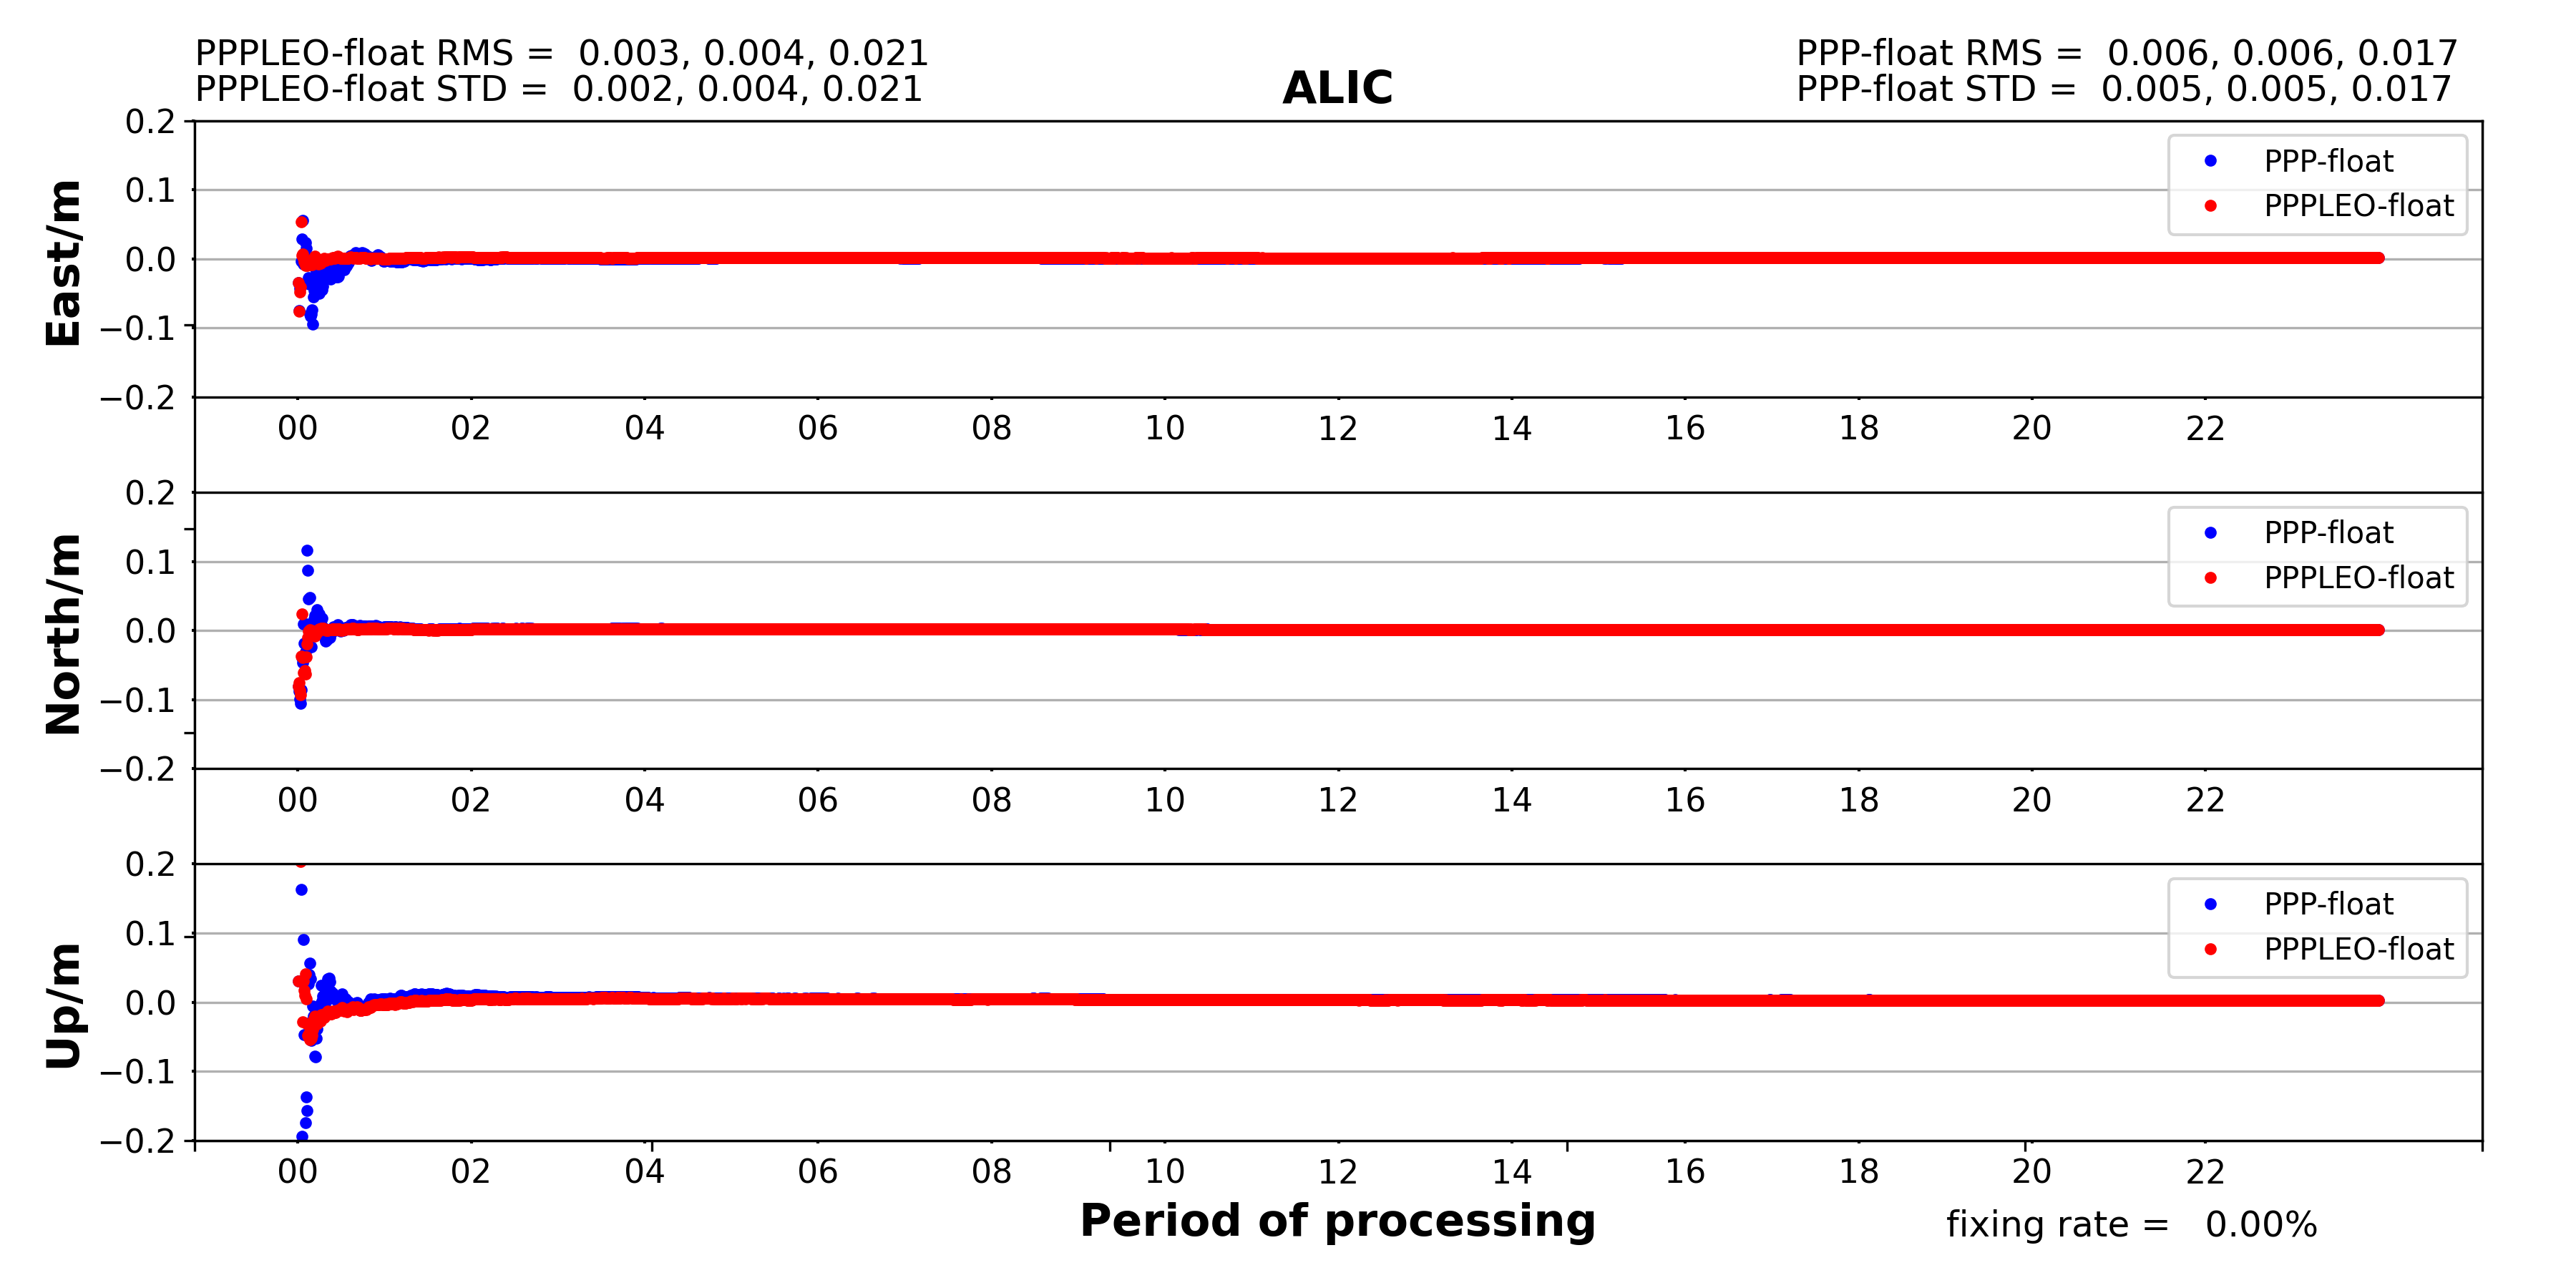 PPPLEO-float RMS =  0.003, 0.004, 0.021
PPPLEO-float STD =  0.002, 0.004, 0.021
ALIC
PPP-float RMS =  0.006, 0.006, 0.017
PPP-float STD =  0.005, 0.005, 0.017
East/m
0.2
0.1
0.0
−0.1
−0.2
PPP-float
PPPLEO-float
00 02 04 06 08 10 12 14 16 18 20 22
North/m
0.2
0.1
0.0
−0.1
−0.2
PPP-float
PPPLEO-float
00 02 04 06 08 10 12 14 16 18 20 22
Up/m
0.2
0.1
0.0
−0.1
−0.2
PPP-float
PPPLEO-float
00 02 04 06 08 10 12 14 16 18 20 22
Period of processing
fixing rate =   0.00%